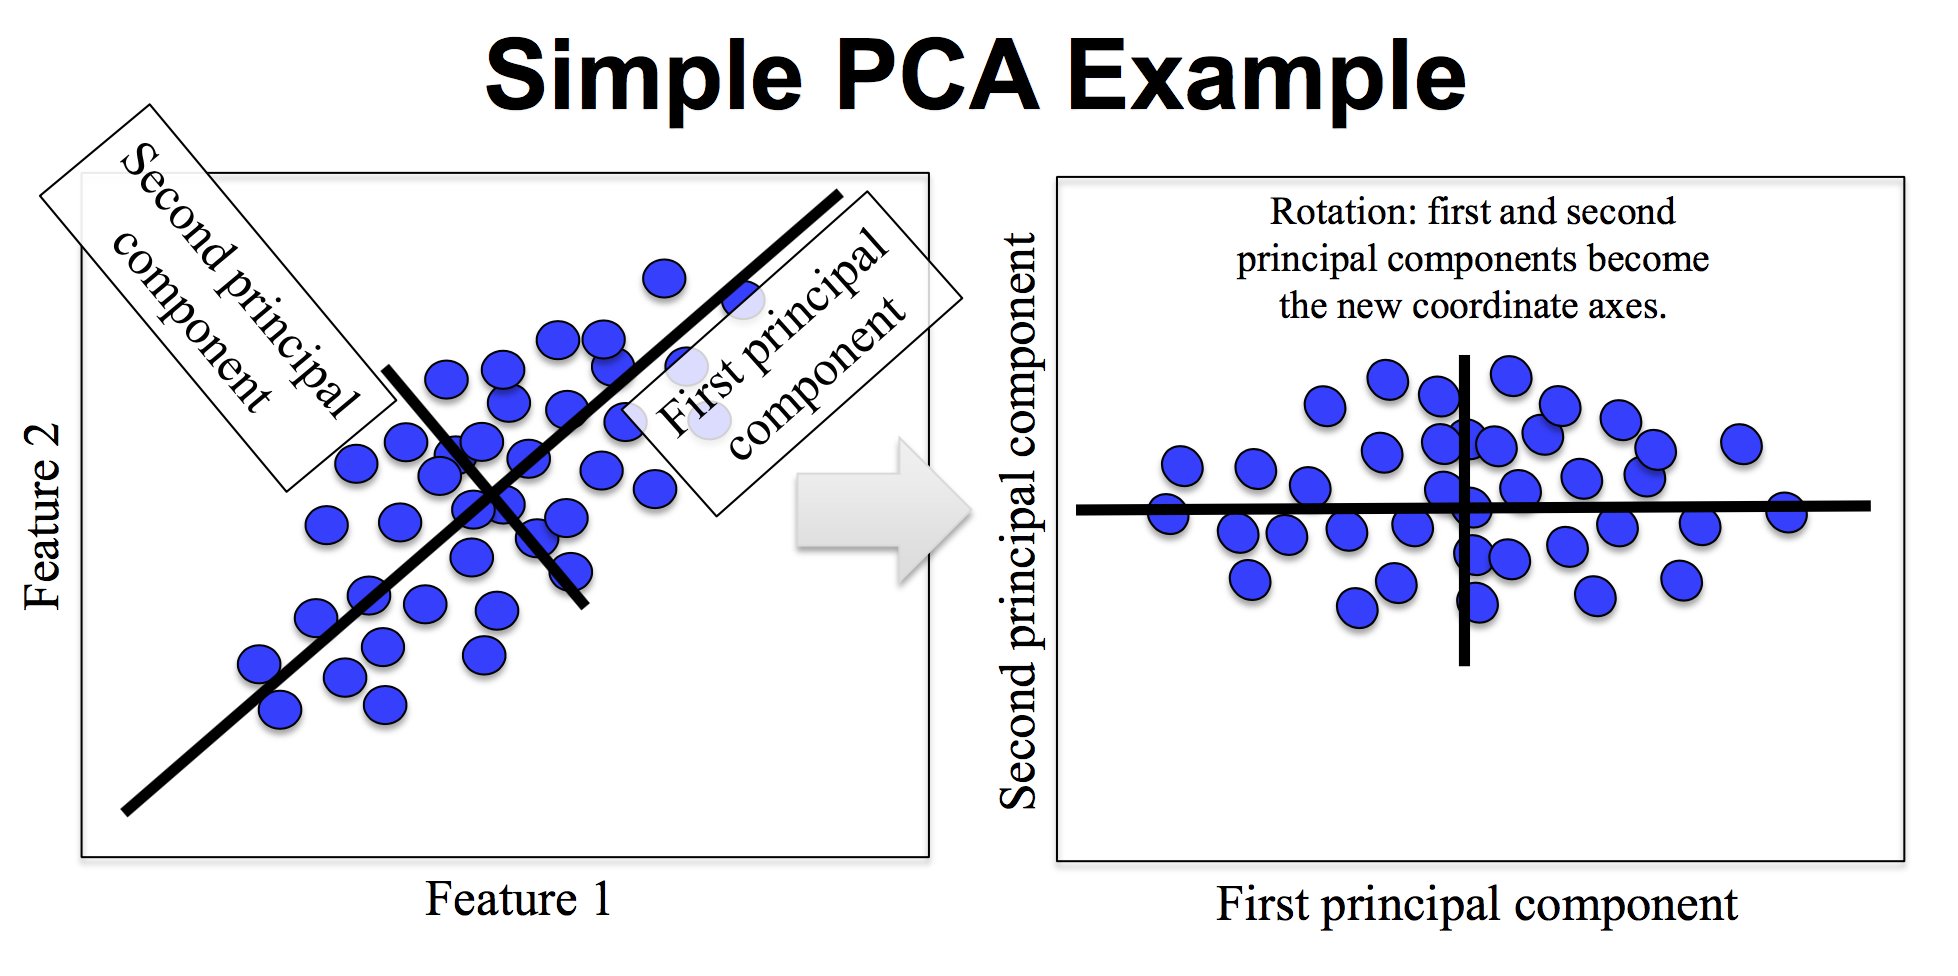 Simple PCA Example
Second principal
component
First principal
component
Feature 2
Feature 1
Rotation: first and second
principal components become
the new coordinate axes.
Second principal component
First principal component